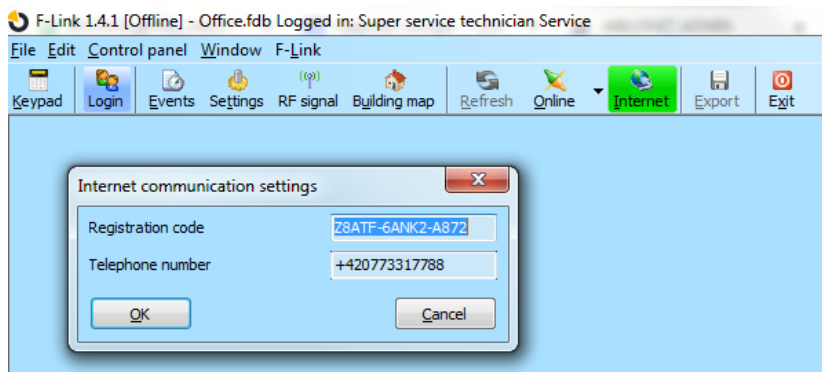 F-Link 1.4.1 [Offline] - Office.fdb Logged in: Super service technician Service
File Edit Control panel Window F-Link
Keypad Login Events Settings RF signal Building map Refresh Online Internet Export Exit
Internet communication settings
Registration code Z8ATF-6ANK2-A872
Telephone number +420773317788
OK Cancel